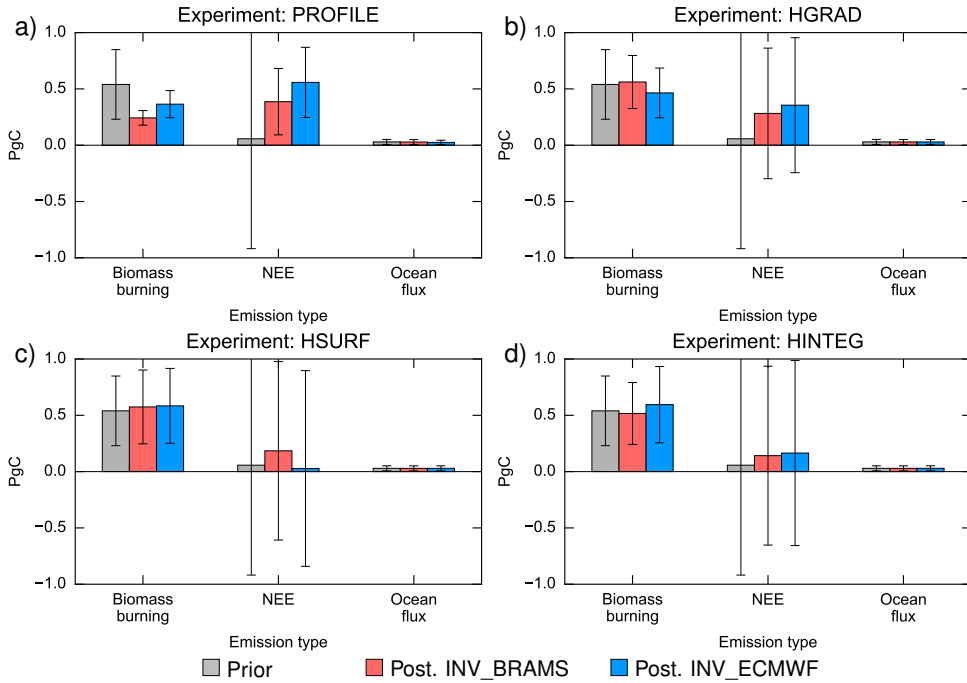 a) Experiment: PROFILE
1.0
0.5
0.0
−0.5
−1.0
PgC
Biomass burning
NEE
Ocean flux
Emission type
b) Experiment: HGRAD
1.0
0.5
0.0
−0.5
−1.0
PgC
Biomass burning
NEE
Ocean flux
Emission type
c) Experiment: HSURF
1.0
0.5
0.0
−0.5
−1.0
PgC
Biomass burning
NEE
Ocean flux
Emission type
d) Experiment: HINTEG
1.0
0.5
0.0
−0.5
−1.0
PgC
Biomass burning
NEE
Ocean flux
Emission type
Prior
Post. INV_BRAMS
Post. INV_ECMWF